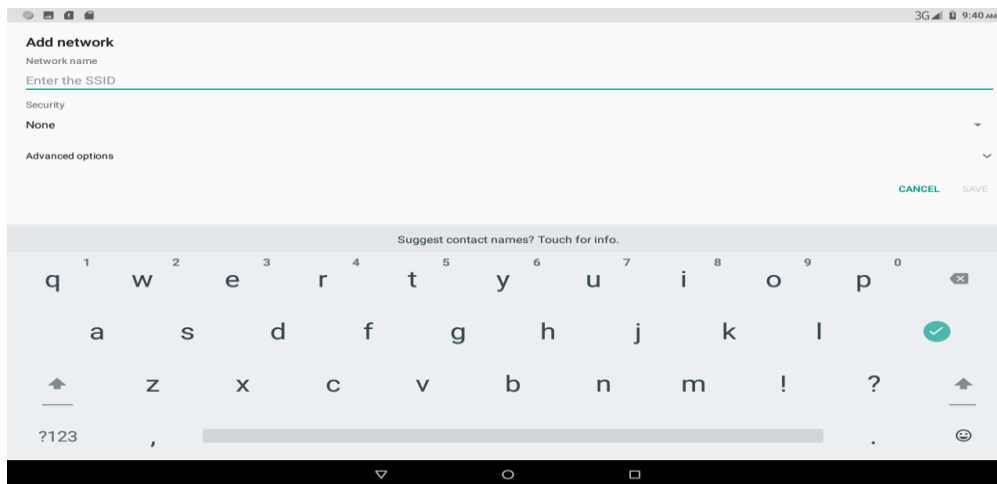 3G 9:40 AM
Add network
Network name
Enter the SSID
Security
None
Advanced options
CANCEL SAVE
Suggest contact names? Touch for info.
1 2 3 4 5 6 7 8 9 0
q w e r t y u i o p
a s d f g h j k l
z x c v b n m ! ?
?123 , .